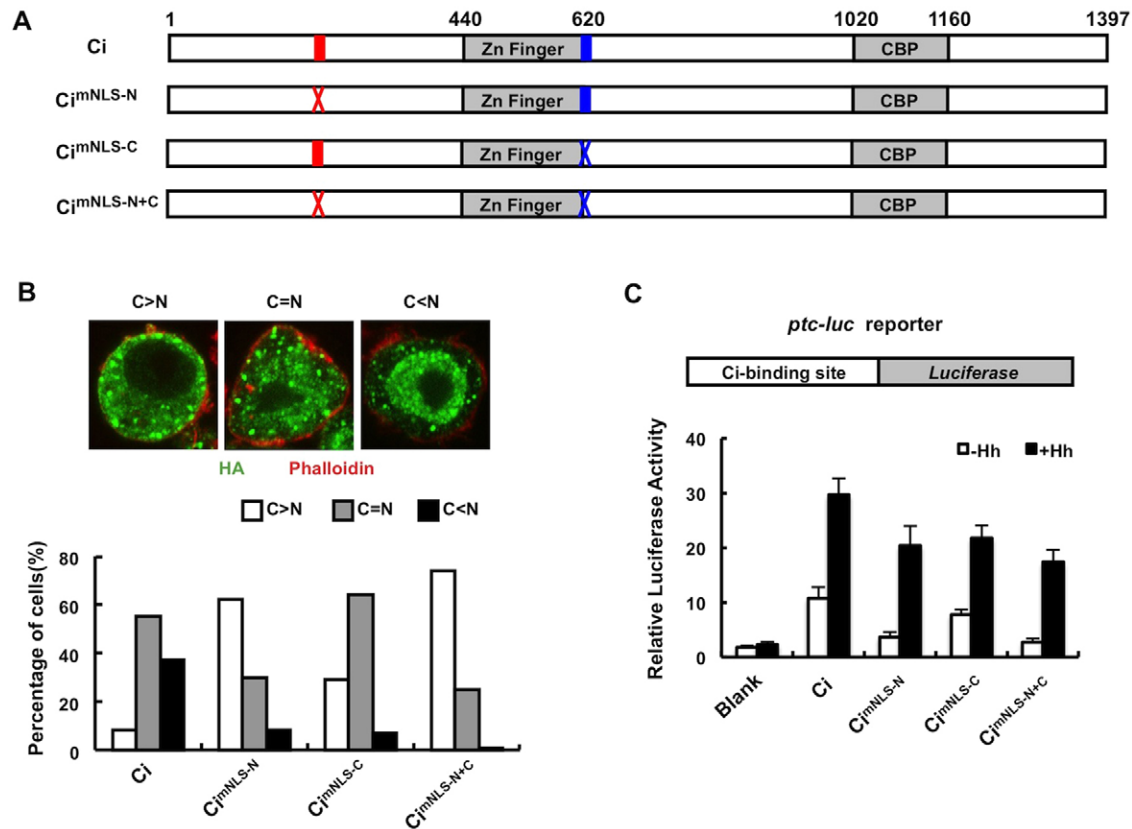 A
1 440 620 1020 1160 1397
Ci Zn Finger CBP
Ci^mNLS-N Zn Finger CBP
Ci^mNLS-C Zn Finger CBP
Ci^mNLS-N+C Zn Finger CBP
B
C>N C=N C<N
HA Phalloidin
C>N C=N C<N
Percentage of cells(%)
80
60
40
20
0
Ci Ci^mNLS-N Ci^mNLS-C Ci^mNLS-N+C
C
ptc-luc reporter
Ci-binding site Luciferase
-Hh +Hh
Relative Luciferase Activity
40
30
20
10
0
Blank Ci Ci^mNLS-N Ci^mNLS-C Ci^mNLS-N+C